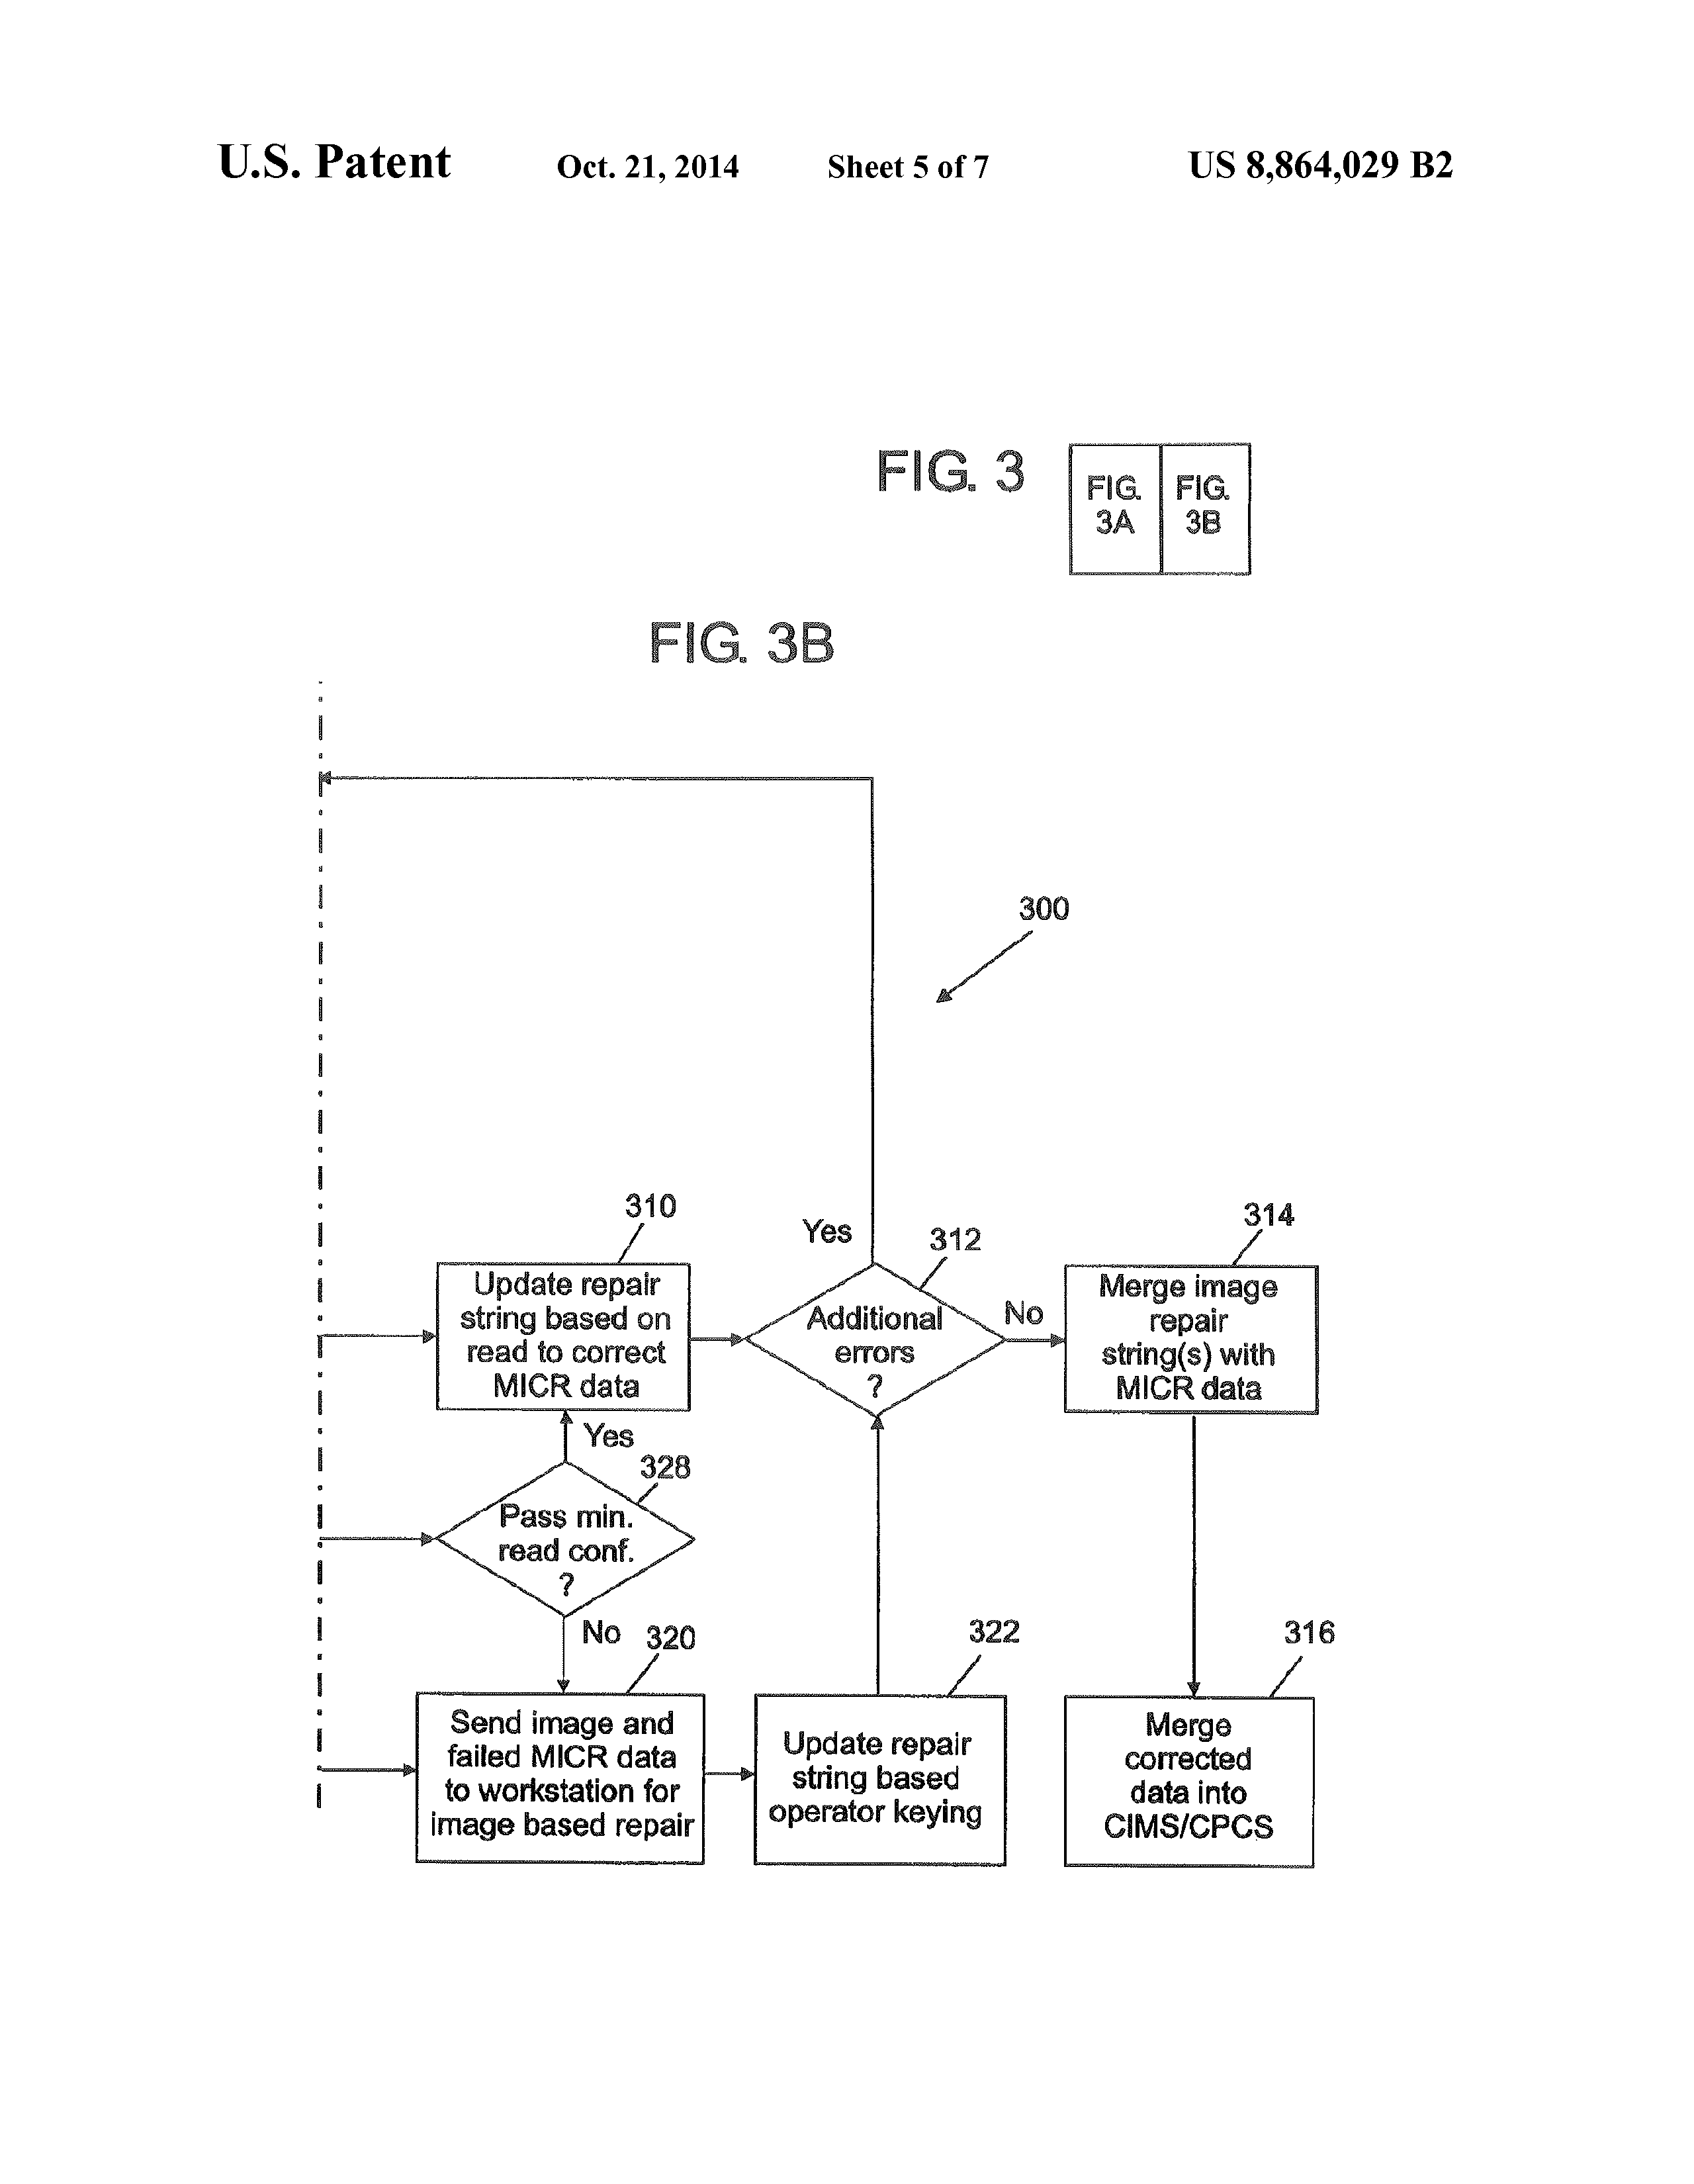 U.S. Patent Oct. 21, 2014 Sheet 5 of 7 US 8,864,029 B2
FIG. 3
FIG.
3A
FIG.
3B
FIG. 3B
300
310
Update repair
string based on
read to correct
MICR data
Yes
312
Additional
errors
?
No
314
Merge image
repair
string(s) with
MICR data
Yes
328
Pass min.
read conf.
?
No
320
Send image and
failed MICR data
to workstation for
image based repair
322
Update repair
string based
operator keying
316
Merge
corrected
data into
CIMS/CPCS